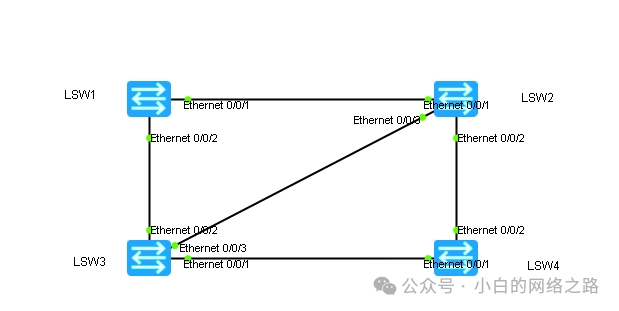 LSW1
LSW2
Ethernet 0/0/1
Ethernet 0/0/1
Ethernet 0/0/3
Ethernet 0/0/2
Ethernet 0/0/2
Ethernet 0/0/2
Ethernet 0/0/2
Ethernet 0/0/3
LSW3
Ethernet 0/0/1
Ethernet 0/0/1
LSW4
公众号·小白的网络之路